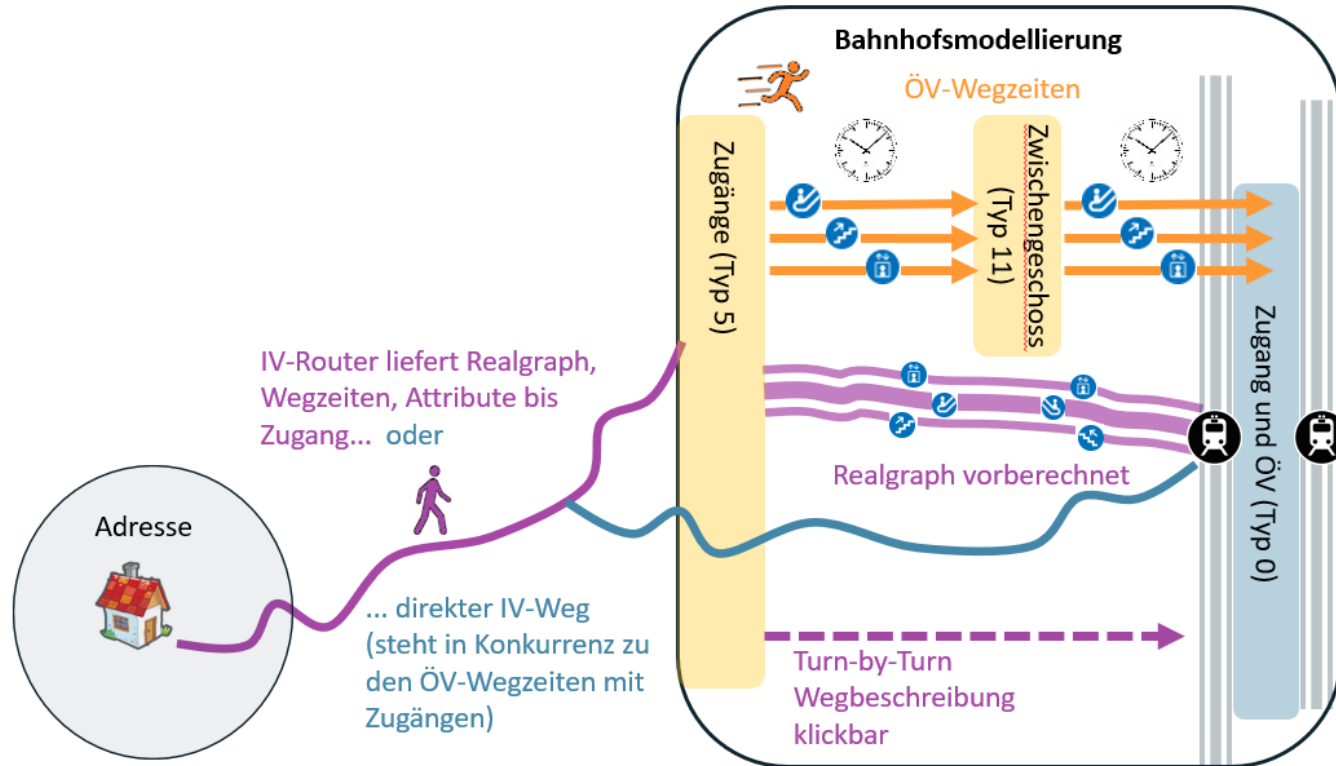 Bahnhofsmodellierung
ÖV-Wegzeiten
Zugänge (Typ 5)
Zwischengeschoss
(Typ 11)
Zugang und ÖV (Typ 0)
IV-Router liefert Realgraph,
Wegzeiten, Attribute bis
Zugang... oder
Realgraph vorberechnet
Adresse
... direkter IV-Weg
(steht in Konkurrenz zu
den ÖV-Wegzeiten mit
Zugängen)
Turn-by-Turn
Wegbeschreibung
klickbar